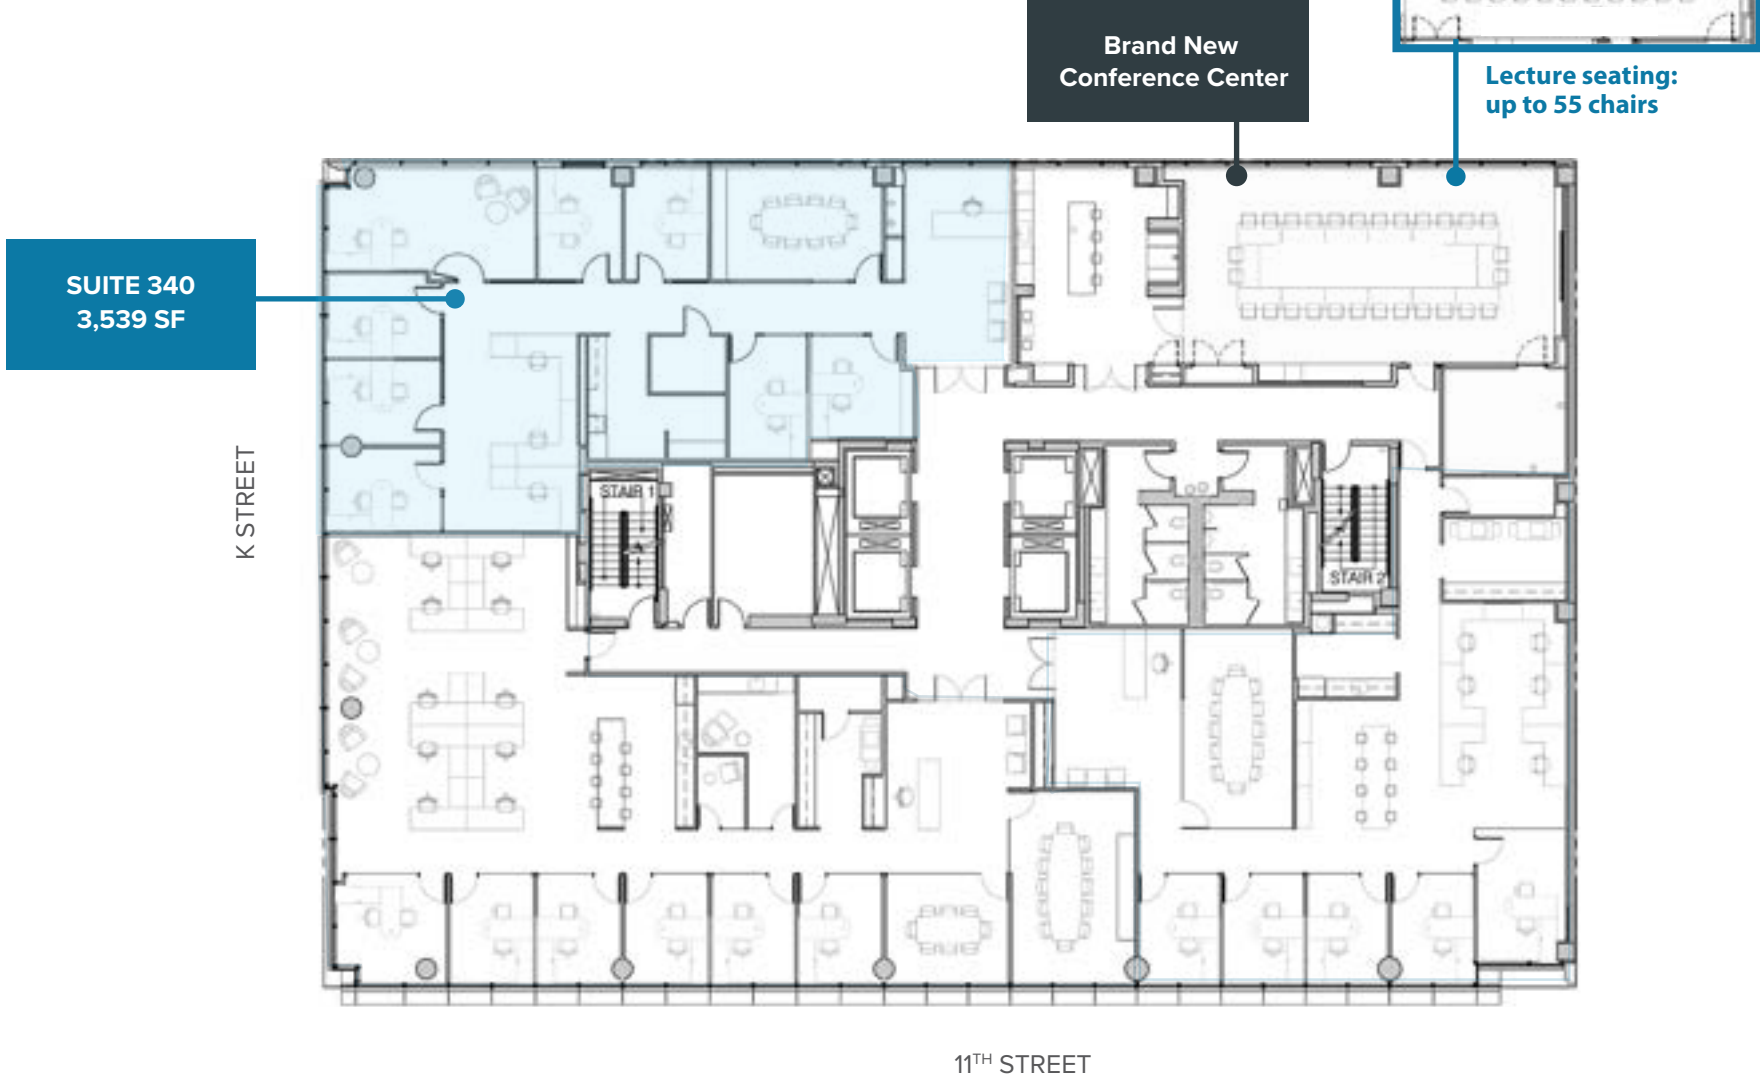 Brand New
Conference Center
Lecture seating:
up to 55 chairs
SUITE 340
3,539 SF
K STREET
STAIR 1
STAIR 2
11TH STREET